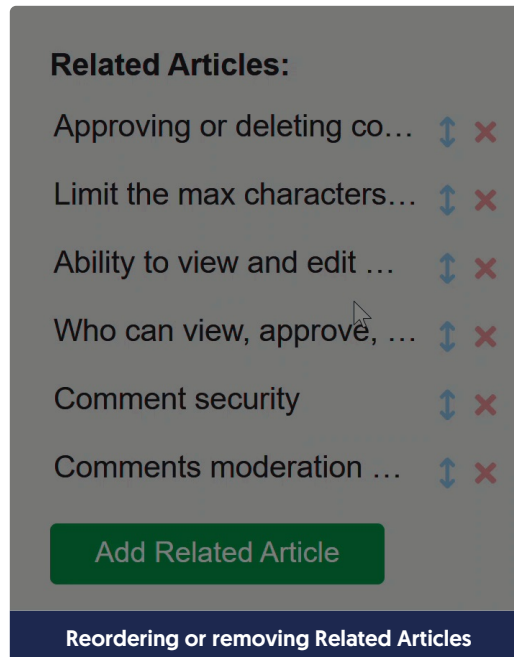 Related Articles:
Approving or deleting co...
Limit the max characters...
Ability to view and edit ...
Who can view, approve, ...
Comment security
Comments moderation ...
Add Related Article
Reordering or removing Related Articles